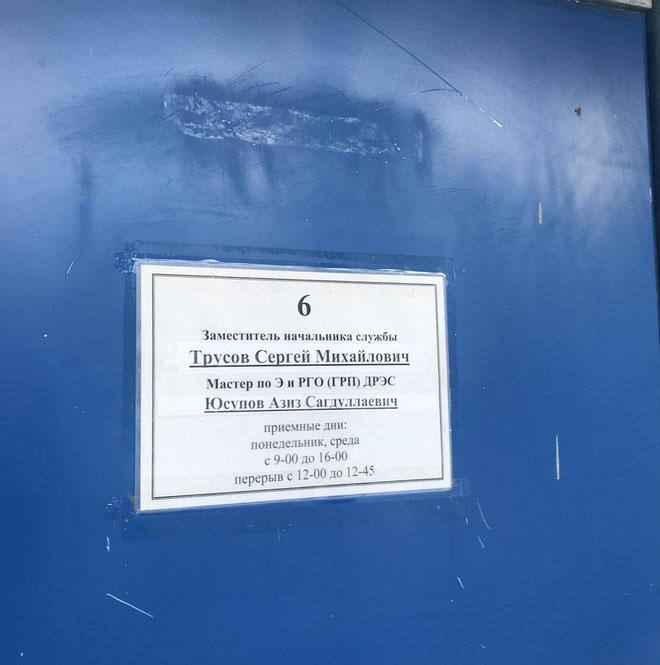 6
Заместитель начальника службы
Трусов Сергей Михайлович
Мастер по Э и РГО (ГРП) ДРЭС
Юсупов Азиз Сагдуллаевич
приемные дни:
понедельник, среда
с 9-00 до 16-00
перерыв с 12-00 до 12-45